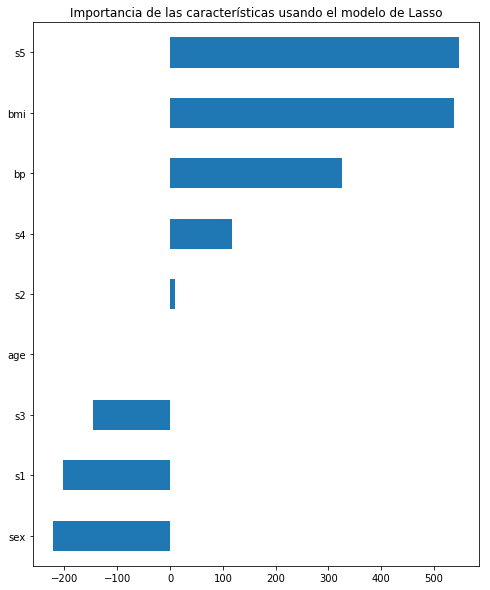 Importancia de las características usando el modelo de Lasso
s5
bmi
bp
s4
s2
age
s3
s1
sex
−200 −100 0 100 200 300 400 500